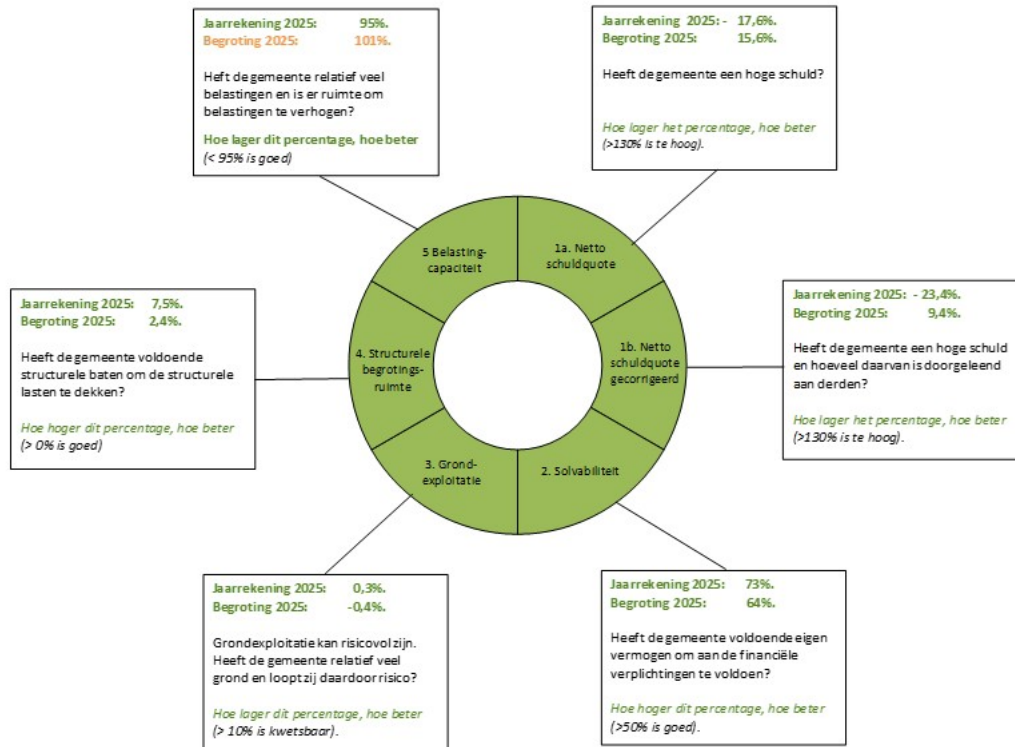 Jaarrekening 2025: 95%.
Begroting 2025: 101%.
Heft de gemeente relatief veel
belastingen en is er ruimte om
belastingen te verhogen?
Hoe lager dit percentage, hoe beter
(< 95% is goed)
Jaarrekening 2025: - 17,6%.
Begroting 2025: 15,6%.
Heeft de gemeente een hoge schuld?
Hoe lager het percentage, hoe beter
(>130% is te hoog).
5 Belasting-
capaciteit
1a. Netto
schuldquote
Jaarrekening 2025: 7,5%.
Begroting 2025: 2,4%.
Heeft de gemeente voldoende
structurele baten om de structurele
lasten te dekken?
Hoe hoger dit percentage, hoe beter
(> 0% is goed)
4. Structurele
begrotings-
ruimte
1b. Netto
schuldquote
gecorrigeerd
Jaarrekening 2025: - 23,4%.
Begroting 2025: 9,4%.
Heeft de gemeente een hoge schuld
en hoeveel daarvan is doorgeleend
aan derden?
Hoe lager het percentage, hoe beter
(>130% is te hoog).
3. Grond-
exploitatie
2. Solvabiliteit
Jaarrekening 2025: 0,3%.
Begroting 2025: -0,4%.
Grondexploitatie kan risicovol zijn.
Heeft de gemeente relatief veel
grond en loopt zij daardoor risico?
Hoe lager dit percentage, hoe beter
(> 10% is kwetsbaar).
Jaarrekening 2025: 73%.
Begroting 2025: 64%.
Heeft de gemeente voldoende eigen
vermogen om aan de financiële
verplichtingen te voldoen?
Hoe hoger dit percentage, hoe beter
(>50% is goed).